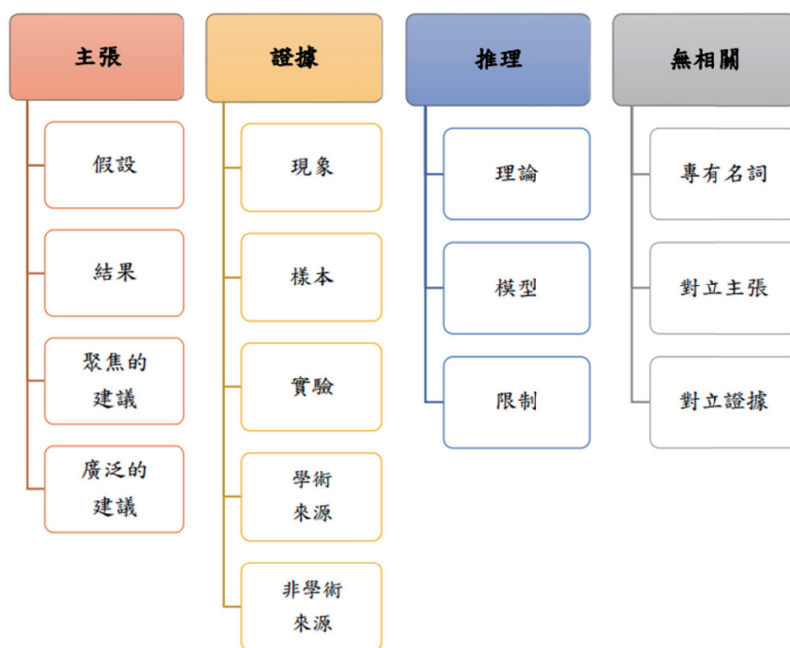 主張
假設
結果
聚焦的
建議
廣泛的
建議
證據
現象
樣本
實驗
學術
來源
非學術
來源
推理
理論
模型
限制
無相關
專有名詞
對立主張
對立證據